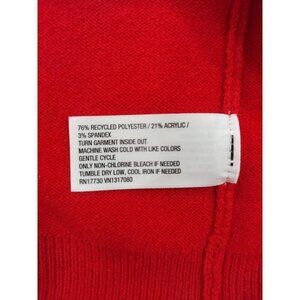 76% RECYCLED POLYESTER / 21% ACRYLIC /
3% SPANDEX
TURN GARMENT INSIDE OUT
MACHINE WASH COLD WITH LIKE COLORS
GENTLE CYCLE
ONLY NON-CHLORINE BLEACH IF NEEDED
TUMBLE DRY LOW, COOL IRON IF NEEDED
RN17730 VN1317080